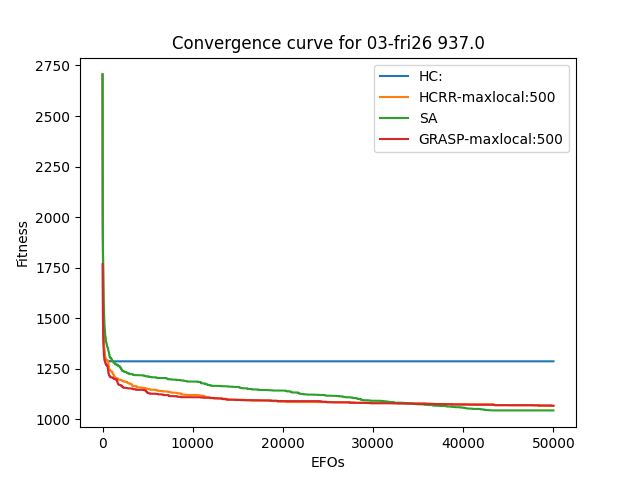 Convergence curve for 03-fri26 937.0
HC:
HCRR-maxlocal:500
SA
GRASP-maxlocal:500
Fitness
2750
2500
2250
2000
1750
1500
1250
1000
0 10000 20000 30000 40000 50000
EFOs